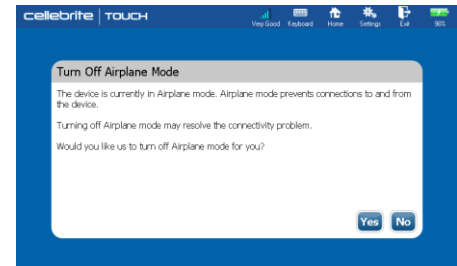 cellebrite | TOUCH
Very Good Keyboard Home Settings Exit 98%
Turn Off Airplane Mode
The device is currently in Airplane mode. Airplane mode prevents connections to and from
the device.
Turning off Airplane mode may resolve the connectivity problem.
Would you like us to turn off Airplane mode for you?
Yes No